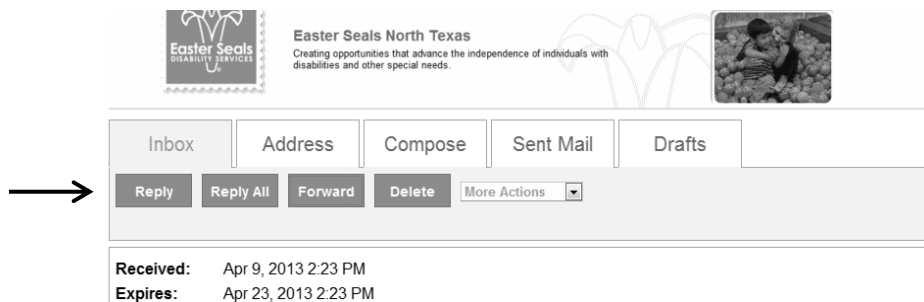 Easter Seals
DISABILITY SERVICES
Easter Seals North Texas
Creating opportunities that advance the independence of individuals with
disabilities and other special needs.
Inbox Address Compose Sent Mail Drafts
Reply Reply All Forward Delete More Actions
Received: Apr 9, 2013 2:23 PM
Expires: Apr 23, 2013 2:23 PM